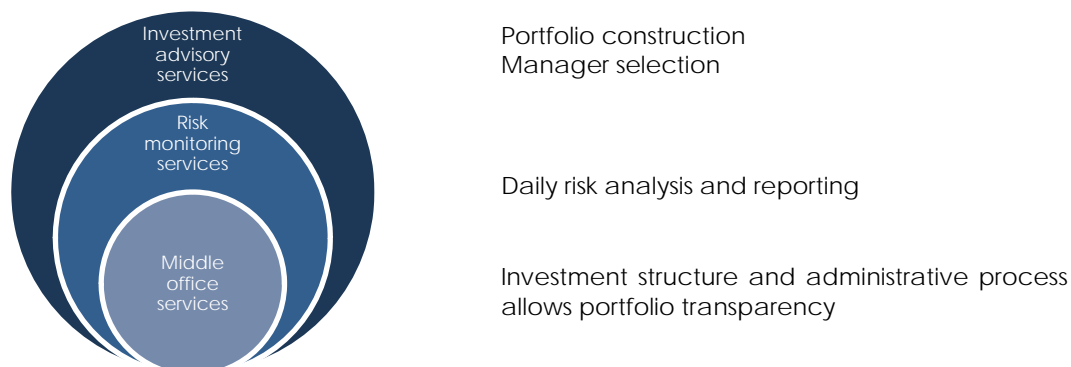 Investment
advisory
services
Portfolio construction
Manager selection
Risk
monitoring
services
Daily risk analysis and reporting
Middle
office
services
Investment structure and administrative process
allows portfolio transparency